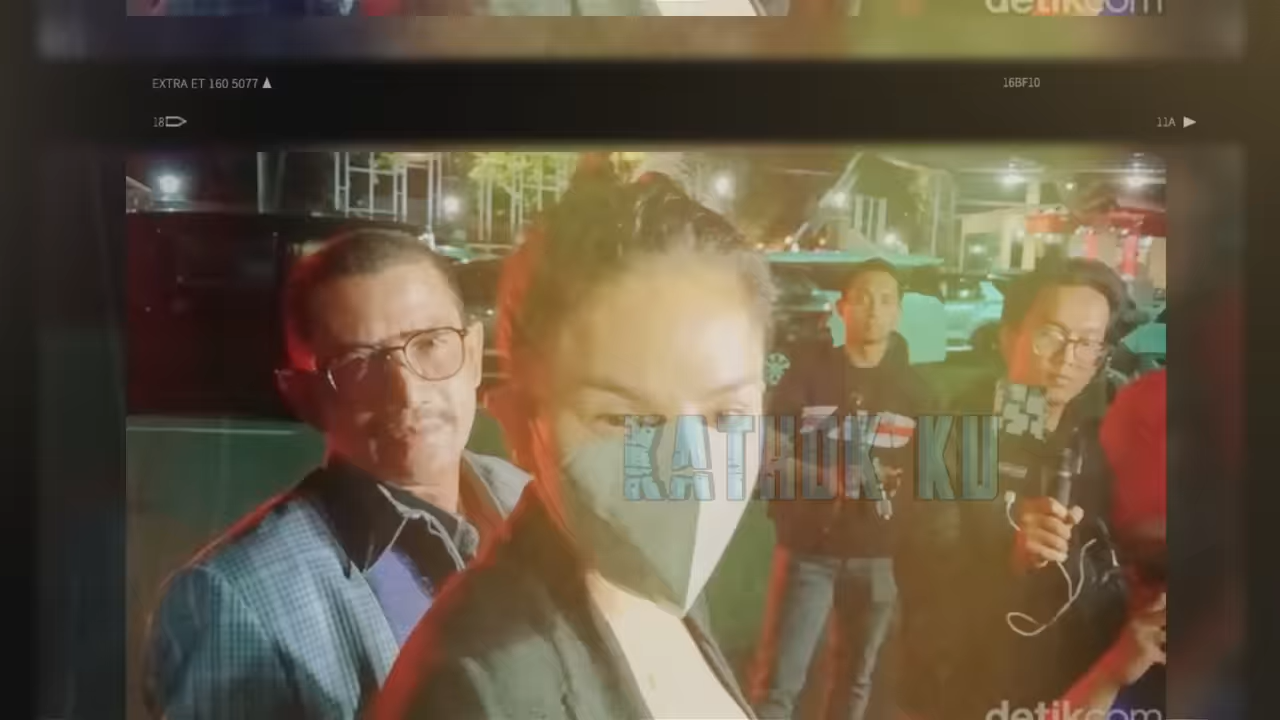 detikcom
EXTRA ET 160 5077
16BF10
18
11A
KATHOK KU
detikcom